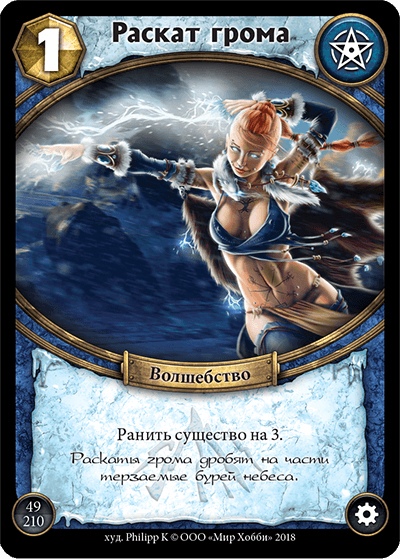 1
Раскат грома
Волшебство
Ранить существо на 3.
Раскаты грома дробят на части
терзаемые бурей небеса.
49
210
худ. Philipp K © ООО «Мир Хобби» 2018